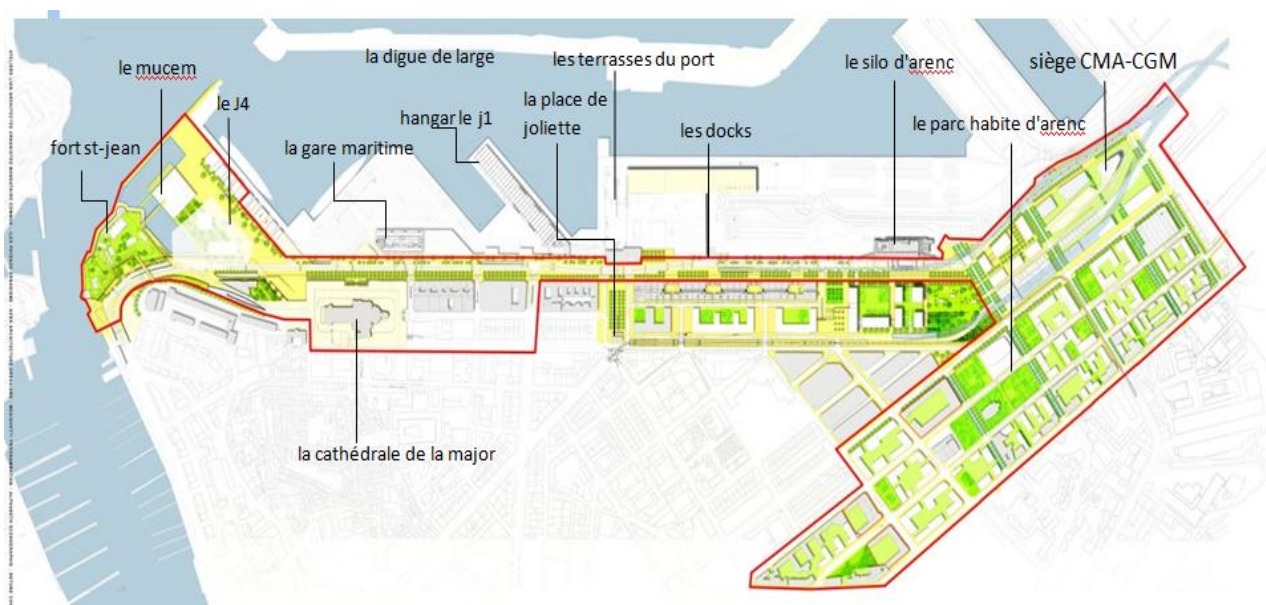 la digue de large
les terrasses du port
le silo d'arenc
siège CMA-CGM
le mucem
le J4
hangar le j1
la place de
joliette
les docks
le parc habite d'arenc
fort st-jean
la gare maritime
la cathédrale de la major